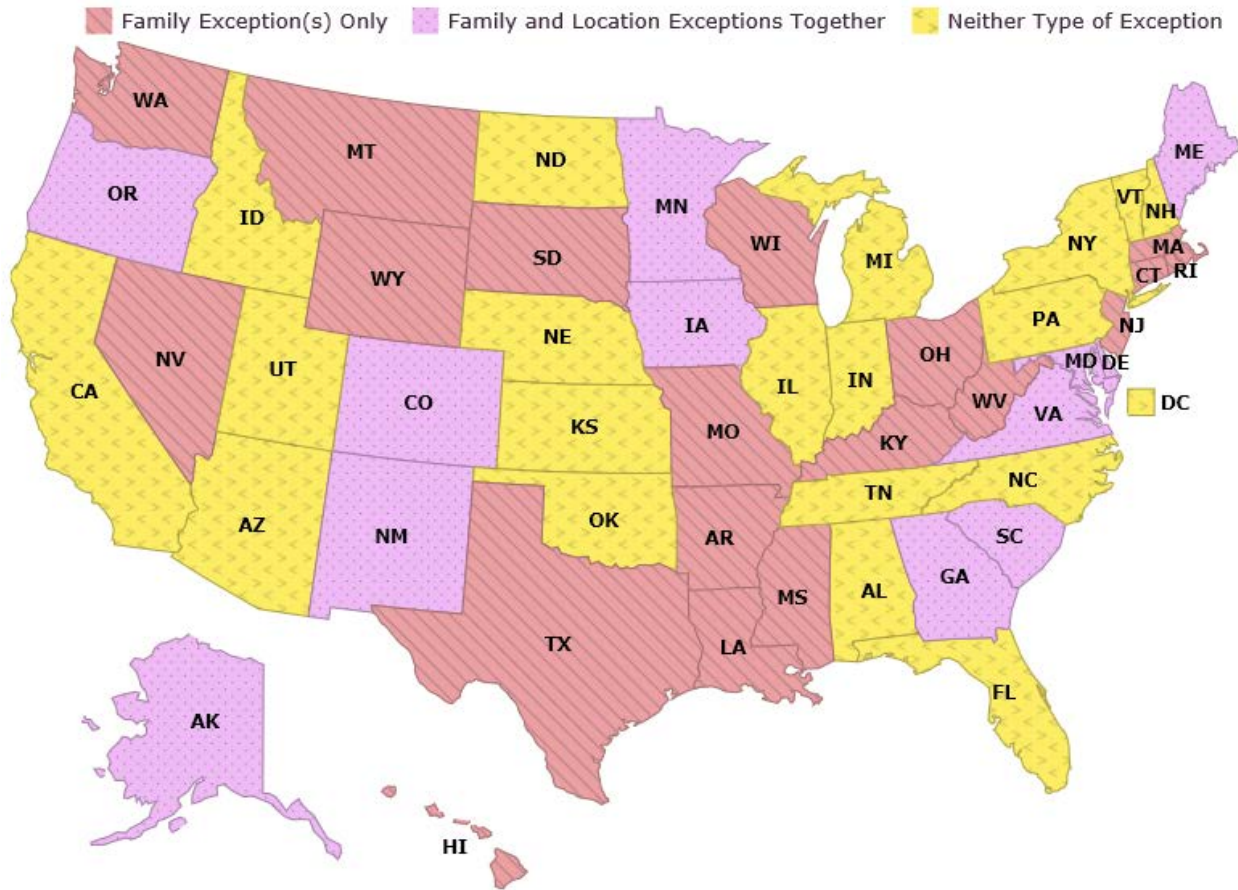 Family Exception(s) Only Family and Location Exceptions Together Neither Type of Exception
WA
MT
ND
ME
OR
MN
VT
NH
ID
WI
NY
MA
SD
MI
CT RI
WY
PA
IA
NJ
NE
OH
NV
MD DE
UT
IL IN
CA
CO
WV
DC
VA
KS
MO
KY
NC
TN
AZ
OK
SC
NM
AR
GA
AL
MS
TX
LA
FL
AK
HI